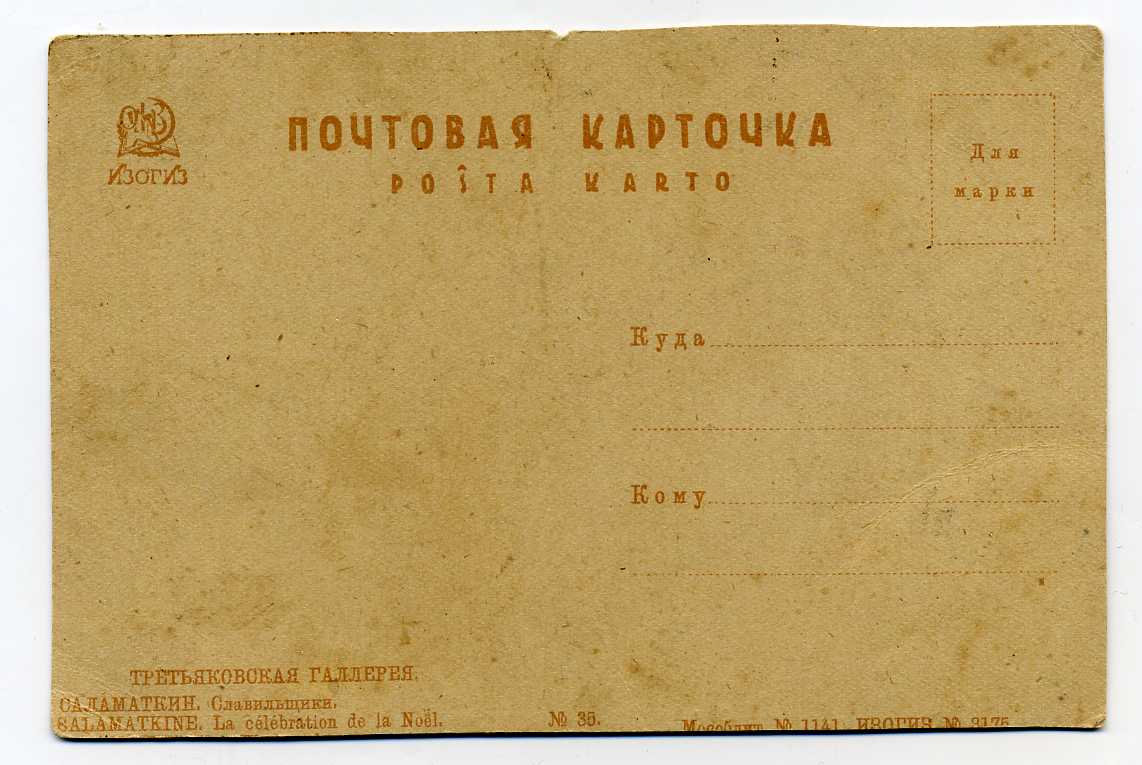 ИЗОГИЗ
ПОЧТОВАЯ КАРТОЧКА
POŜTA KARTO
Для
марки
Куда
Кому
ТРЕТЬЯКОВСКАЯ ГАЛЛЕРЕЯ.
САЛАМАТКИН. Славильщики.
SALAMATKINE. La célébration de la Noël.
№ 35.
Мособлит № 1141 ИЗОГИЗ № 3175